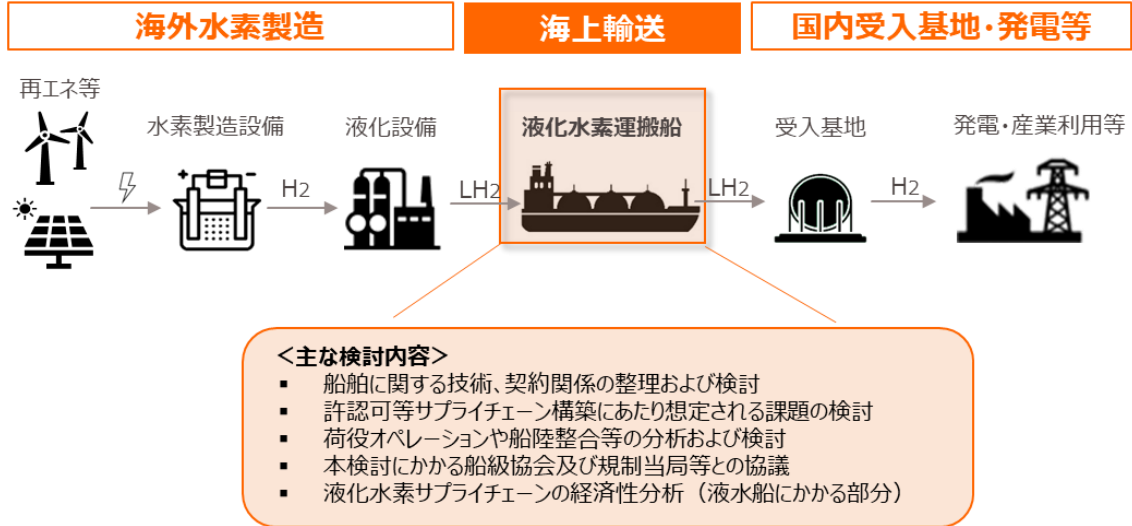 海外水素製造
海上輸送
国内受入基地・発電等
再エネ等
水素製造設備
液化設備
液化水素運搬船
受入基地
発電・産業利用等
H2
LH2
LH2
H2
＜主な検討内容＞
▪ 船舶に関する技術、契約関係の整理および検討
▪ 許認可等サプライチェーン構築にあたり想定される課題の検討
▪ 荷役オペレーションや船陸整合等の分析および検討
▪ 本検討にかかる船級協会及び規制当局等との協議
▪ 液化水素サプライチェーンの経済性分析（液水船にかかる部分）